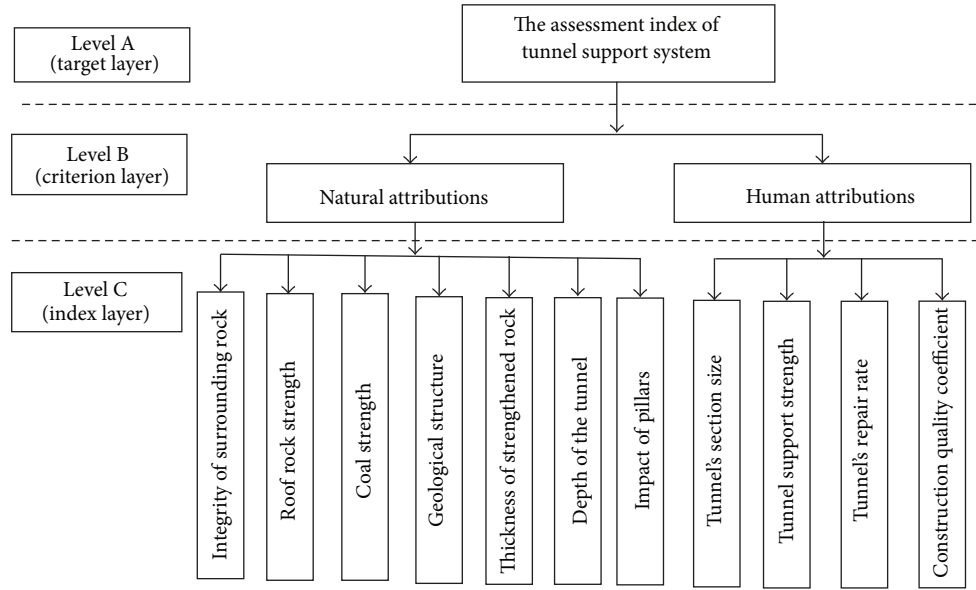 Level A
(target layer)
The assessment index of
tunnel support system
Level B
(criterion layer)
Natural attributions
Human attributions
Level C
(index layer)
Integrity of surrounding rock
Roof rock strength
Coal strength
Geological structure
Thickness of strengthened rock
Depth of the tunnel
Impact of pillars
Tunnel's section size
Tunnel support strength
Tunnel's repair rate
Construction quality coefficient